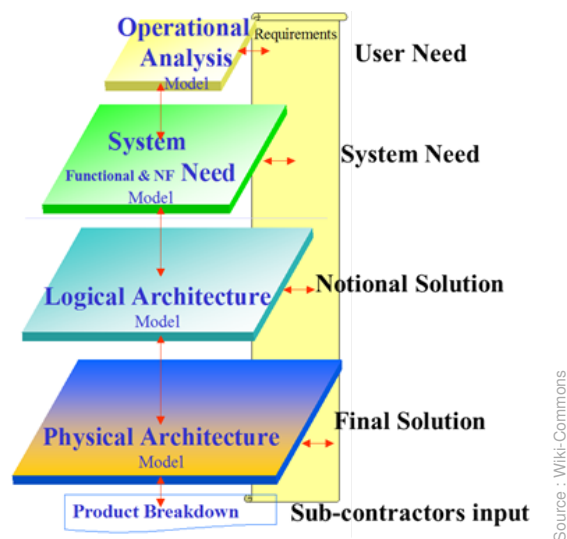 Operational
Analysis
Model
Requirements
User Need
System
Functional & NF Need
Model
System Need
Logical Architecture
Model
Notional Solution
Physical Architecture
Model
Final Solution
Product Breakdown
Sub-contractors input
Source : Wiki-Commons